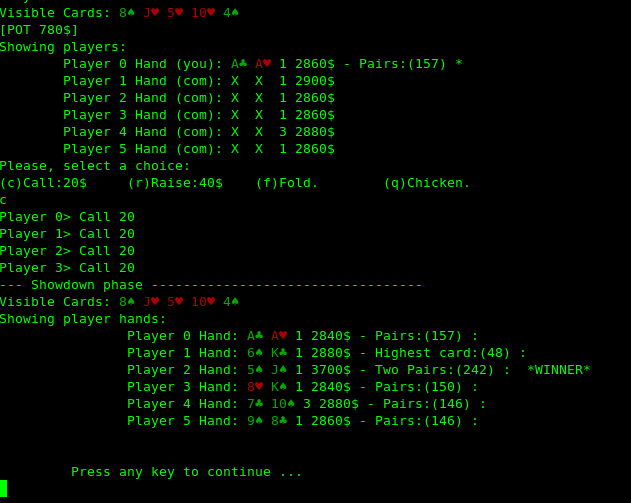 Visible Cards: 8♠ J♥ 5♥ 10♥ 4♠
[POT 780$]
Showing players:
Player 0 Hand (you): A♣ A♥ 1 2860$ - Pairs:(157) *
Player 1 Hand (com): X X 1 2900$
Player 2 Hand (com): X X 1 2860$
Player 3 Hand (com): X X 1 2860$
Player 4 Hand (com): X X 3 2880$
Player 5 Hand (com): X X 1 2860$
Please, select a choice:
(c)Call:20$ (r)Raise:40$ (f)Fold. (q)Chicken.
c
Player 0> Call 20
Player 1> Call 20
Player 2> Call 20
Player 3> Call 20
--- Showdown phase ----------------------------------
Visible Cards: 8♠ J♥ 5♥ 10♥ 4♠
Showing player hands:
Player 0 Hand: A♣ A♥ 1 2840$ - Pairs:(157) :
Player 1 Hand: 6♠ K♣ 1 2880$ - Highest card:(48) :
Player 2 Hand: 5♠ J♠ 1 3700$ - Two Pairs:(242) : *WINNER*
Player 3 Hand: 8♥ K♠ 1 2840$ - Pairs:(150) :
Player 4 Hand: 7♣ 10♠ 3 2880$ - Pairs:(146) :
Player 5 Hand: 9♠ 8♣ 1 2860$ - Pairs:(146) :
Press any key to continue ...